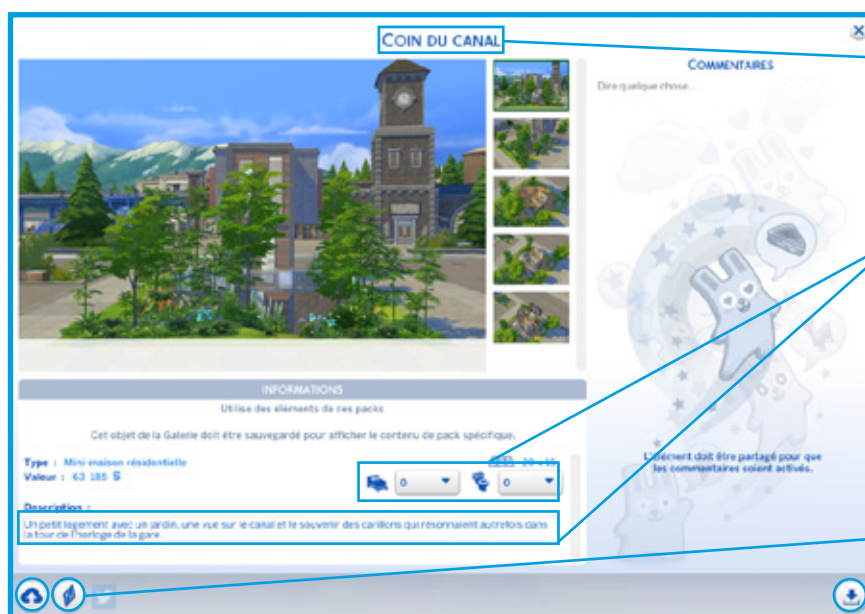 COIN DU CANAL
COMMENTAIRES
Dire quelque chose...
INFORMATIONS
Utilise des éléments de ces packs
Cet objet de la Galerie doit être sauvegardé pour afficher le contenu de pack spécifique.
Type : Mini maison résidentielle
20 x 15
Valeur : 63 185 §
0
0
Description :
Un petit logement avec un jardin, une vue sur le canal et le souvenir des carillons qui résonnaient autrefois dans
la tour de l'horloge de la gare.
L'élément doit être partagé pour que
les commentaires soient activés.